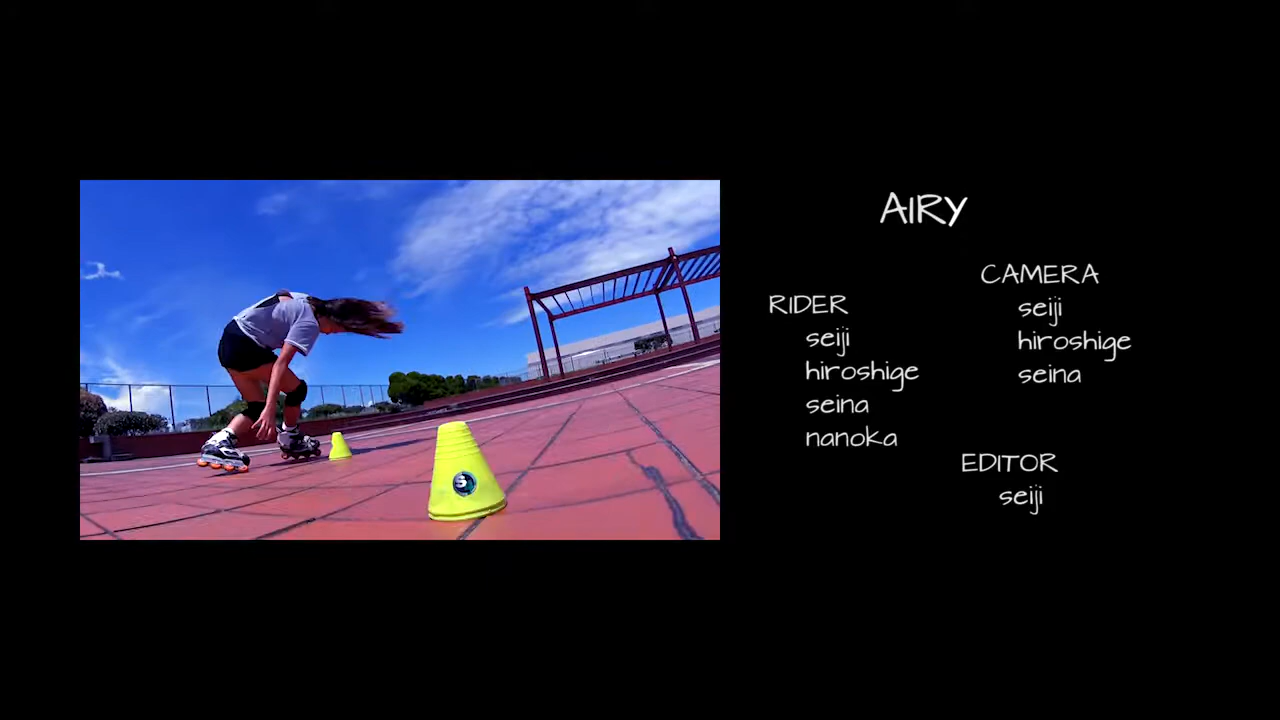 AIRY
RIDER
seiji
hiroshige
seina
nanoka
CAMERA
seiji
hiroshige
seina
EDITOR
seiji
S